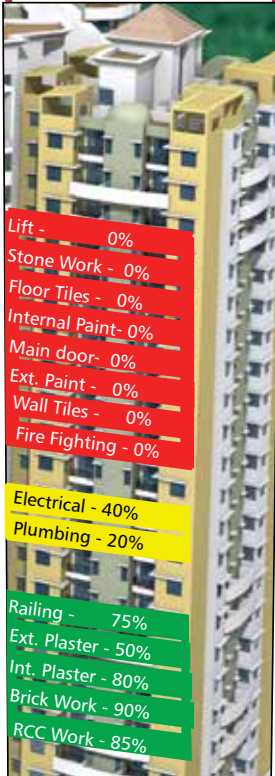 Lift - 0%
Stone Work - 0%
Floor Tiles - 0%
Internal Paint- 0%
Main door- 0%
Ext. Paint - 0%
Wall Tiles - 0%
Fire Fighting - 0%
Electrical - 40%
Plumbing - 20%
Railing - 75%
Ext. Plaster - 50%
Int. Plaster - 80%
Brick Work - 90%
RCC Work - 85%